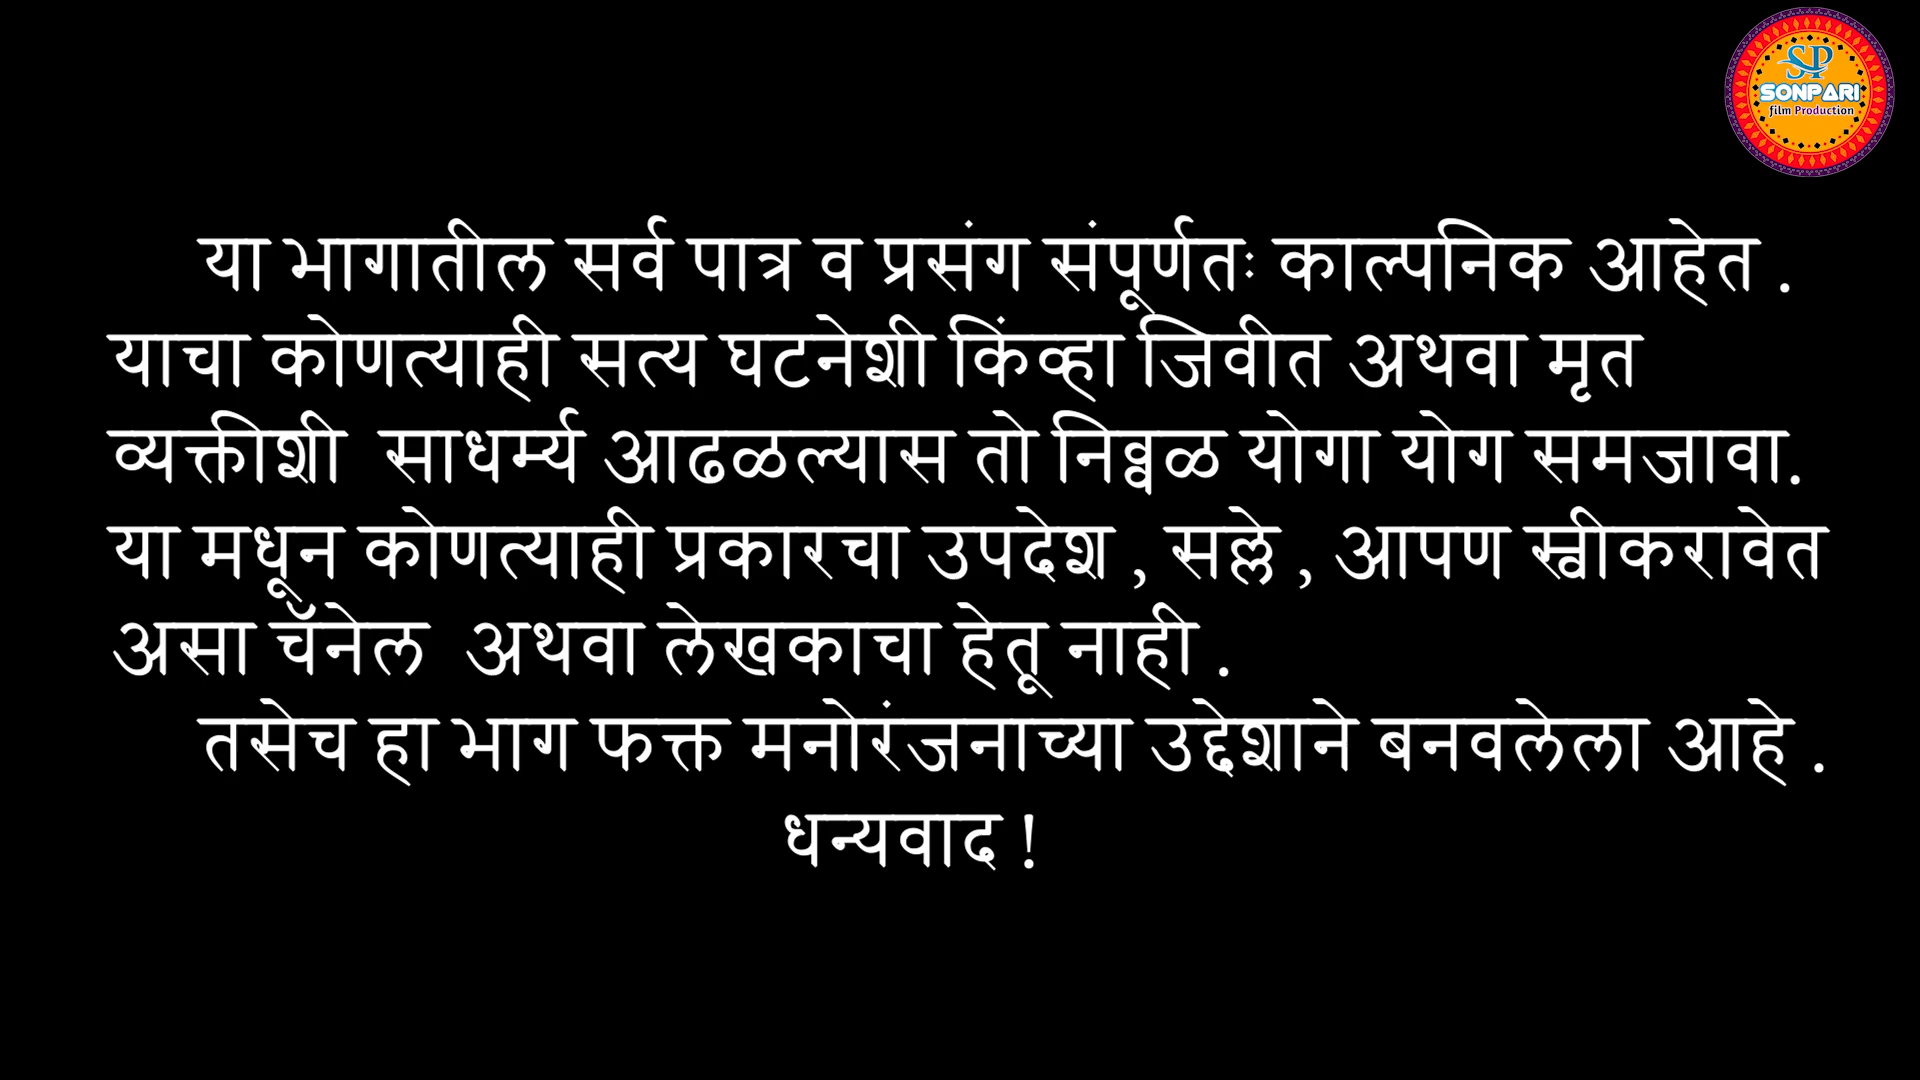 SP
SONPARI
film Production
या भागातील सर्व पात्र व प्रसंग संपूर्णतः काल्पनिक आहेत .
याचा कोणत्याही सत्य घटनेशी किंव्हा जिवीत अथवा मृत
व्यक्तीशी साधर्म्य आढळल्यास तो निव्वळ योगा योग समजावा.
या मधून कोणत्याही प्रकारचा उपदेश , सल्ले , आपण स्वीकरावेत
असा चॅनेल अथवा लेखकाचा हेतू नाही .
तसेच हा भाग फक्त मनोरंजनाच्या उद्देशाने बनवलेला आहे .
धन्यवाद !